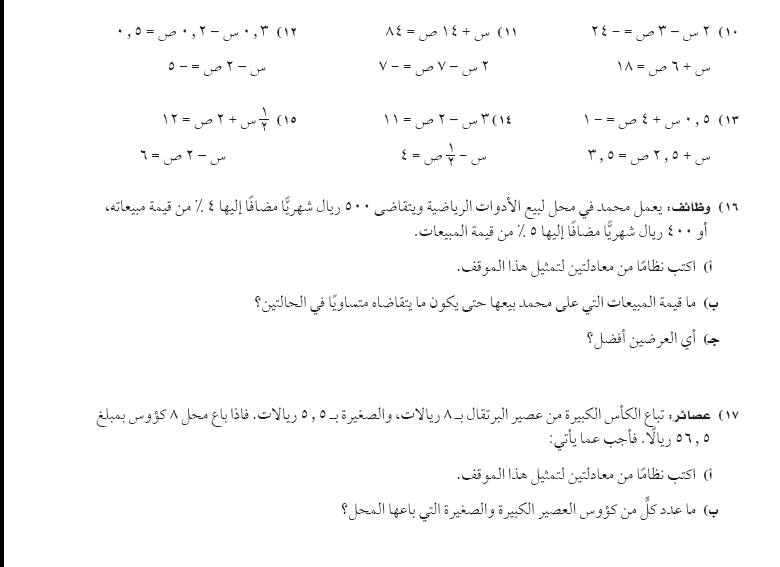 ١٠) ٢ س − ٣ ص = − ٢٤    ١١) س + ١٤ ص = ٨٤    ١٢) ٠,٣ س − ٠,٢ ص = ٠,٥
س + ٦ ص = ١٨    ٢ س − ٧ ص = − ٧    س − ٢ ص = − ٥
١٣) ٠,٥ س + ٤ ص = − ١    ١٤) ٣ س − ٢ ص = ١١    ١٥) ١/٢ س + ٢ ص = ١٢
س + ٢,٥ ص = ٣,٥    س − ١/٢ ص = ٤    س − ٢ ص = ٦
١٦) وظائف: يعمل محمد في محل لبيع الأدوات الرياضية ويتقاضى ٥٠٠ ريال شهريًّا مضافًا إليها ٤ ٪ من قيمة مبيعاته،
أو ٤٠٠ ريال شهريًّا مضافًا إليها ٥ ٪ من قيمة المبيعات.
أ) اكتب نظامًا من معادلتين لتمثيل هذا الموقف.
ب) ما قيمة المبيعات التي على محمد بيعها حتى يكون ما يتقاضاه متساويًا في الحالتين؟
جـ) أي العرضين أفضل؟
١٧) عصائر: تباع الكأس الكبيرة من عصير البرتقال بـ ٨ ريالات، والصغيرة بـ ٥,٥ ريالات. فاذا باع محل ٨ كؤوس بمبلغ
٥٦,٥ ريالًا. فأجب عما يأتي:
أ) اكتب نظامًا من معادلتين لتمثيل هذا الموقف.
ب) ما عدد كلٍّ من كؤوس العصير الكبيرة والصغيرة التي باعها المحل؟